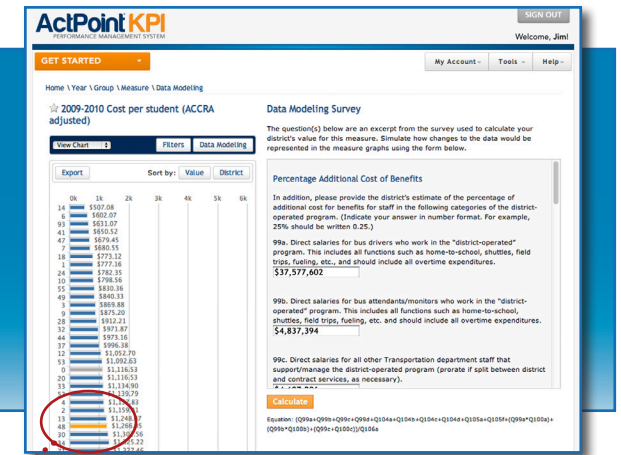 SIGN OUT
ActPoint KPI
PERFORMANCE MANAGEMENT SYSTEM
Welcome, Jim!
GET STARTED
My Account
Tools
Help
Home \ Year \ Group \ Measure \ Data Modeling
2009-2010 Cost per student (ACCRA
adjusted)
View Chart
Filters
Data Modeling
Export
Sort by:
Value
District
0k 1k 2k 3k 4k 5k 6k
14 $507.08
6 $602.07
93 $631.07
41 $650.52
47 $679.45
7 $680.55
18 $773.12
1 $777.16
24 $782.35
10 $798.56
55 $830.36
49 $840.33
3 $869.88
9 $875.20
28 $912.21
32 $971.87
44 $973.16
37 $996.38
12 $1,052.70
53 $1,092.63
0 $1,116.53
20 $1,116.53
33 $1,134.90
$1,139.79
4
2
13
48
30
Data Modeling Survey
The question(s) below are an excerpt from the survey used to calculate your
district's value for this measure. Simulate how changes to the data would be
represented in the measure graphs using the form below.
Percentage Additional Cost of Benefits
In addition, please provide the district's estimate of the percentage of
additional cost for benefits for staff in the following categories of the district-
operated program. (Indicate your answer in number format. For example,
25% should be written 0.25.)
99a. Direct salaries for bus drivers who work in the "district-operated"
program. This includes all functions such as home-to-school, shuttles, field
trips, fueling, etc., and should include all overtime expenditures.
$37,577,602
99b. Direct salaries for bus attendants/monitors who work in the "district-
operated" program. This includes all functions such as home-to-school,
shuttles, field trips, fueling, etc. and should include all overtime expenditures.
$4,837,394
99c. Direct salaries for all other Transportation department staff that
support/manage the district-operated program (prorate if split between district
and contract services, as necessary).
Calculate
Equation: (Q99a+Q99b+Q99c+Q99d+Q104a+Q104b+Q104c+Q104d+Q105a+Q105f+(Q99a*Q100a)+
(Q99b*Q100b)+(Q99c+Q100c))/Q106a